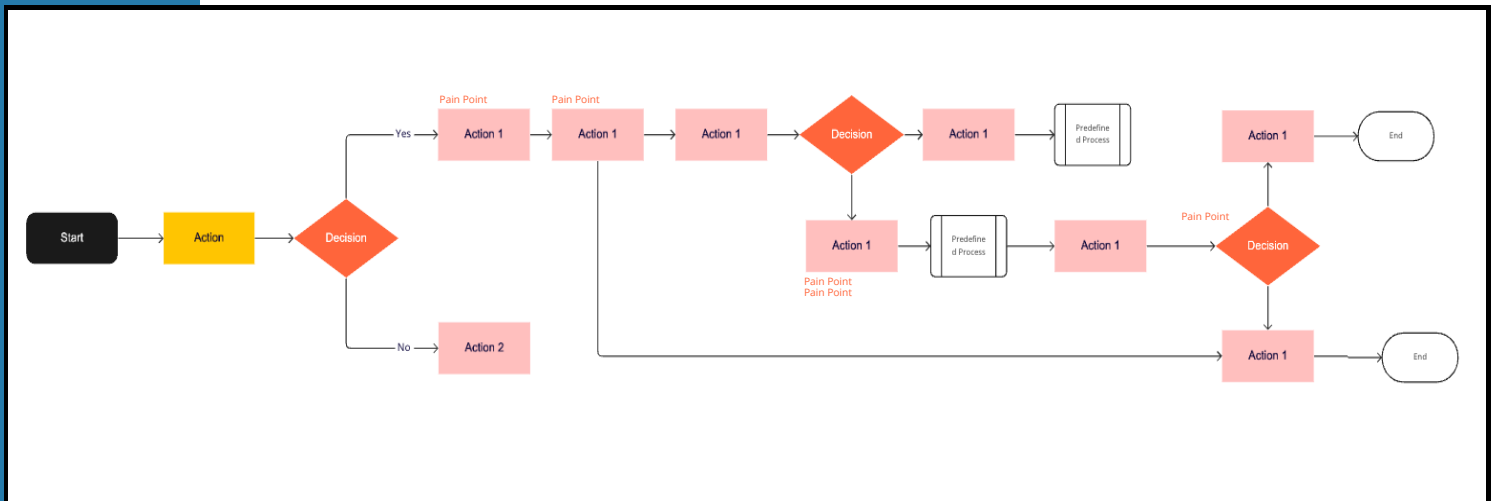 Pain Point
Pain Point
Yes
Action 1
Action 1
Action 1
Decision
Action 1
Predefine
d Process
Action 1
End
Start
Action
Decision
Action 1
Predefine
d Process
Action 1
Pain Point
Decision
Pain Point
Pain Point
No
Action 2
Action 1
End